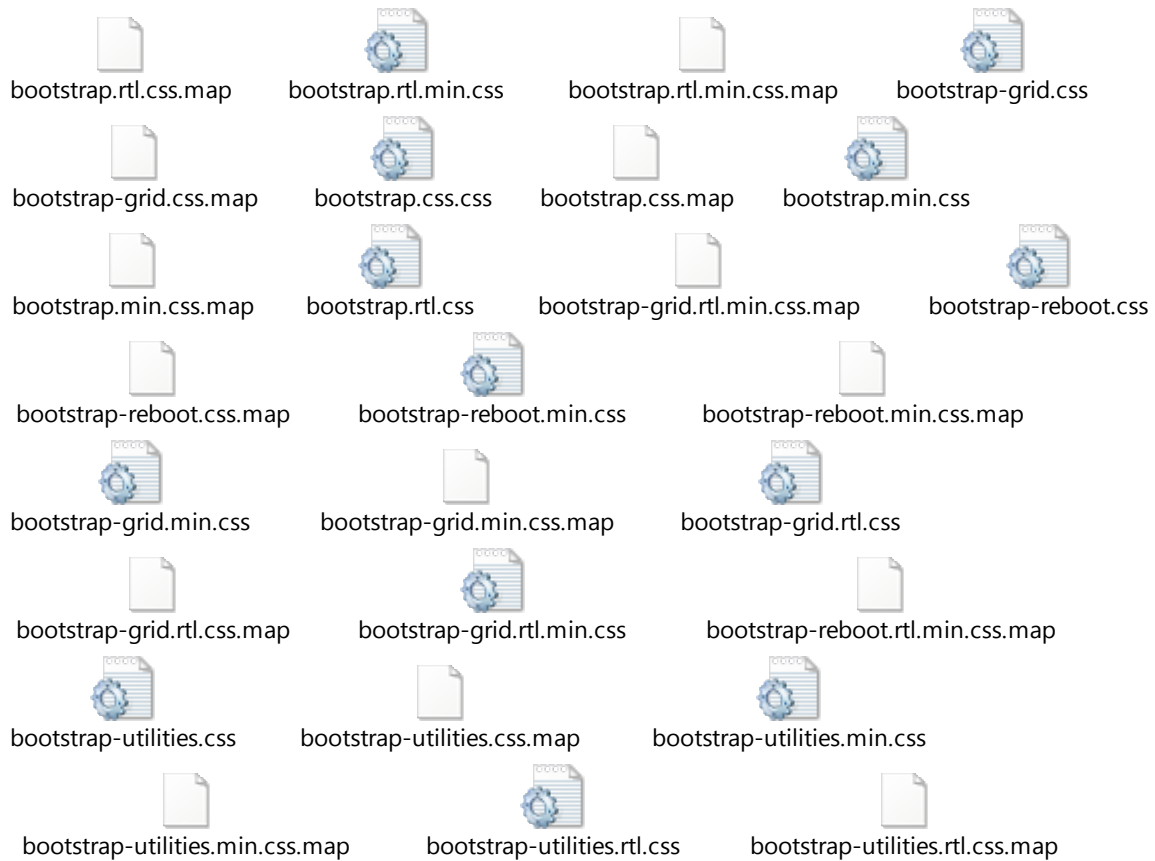 bootstrap.rtl.css.map bootstrap.rtl.min.css bootstrap.rtl.min.css.map bootstrap-grid.css
bootstrap-grid.css.map bootstrap.css.css bootstrap.css.map bootstrap.min.css
bootstrap.min.css.map bootstrap.rtl.css bootstrap-grid.rtl.min.css.map bootstrap-reboot.css
bootstrap-reboot.css.map bootstrap-reboot.min.css bootstrap-reboot.min.css.map
bootstrap-grid.min.css bootstrap-grid.min.css.map bootstrap-grid.rtl.css
bootstrap-grid.rtl.css.map bootstrap-grid.rtl.min.css bootstrap-reboot.rtl.min.css.map
bootstrap-utilities.css bootstrap-utilities.css.map bootstrap-utilities.min.css
bootstrap-utilities.min.css.map bootstrap-utilities.rtl.css bootstrap-utilities.rtl.css.map